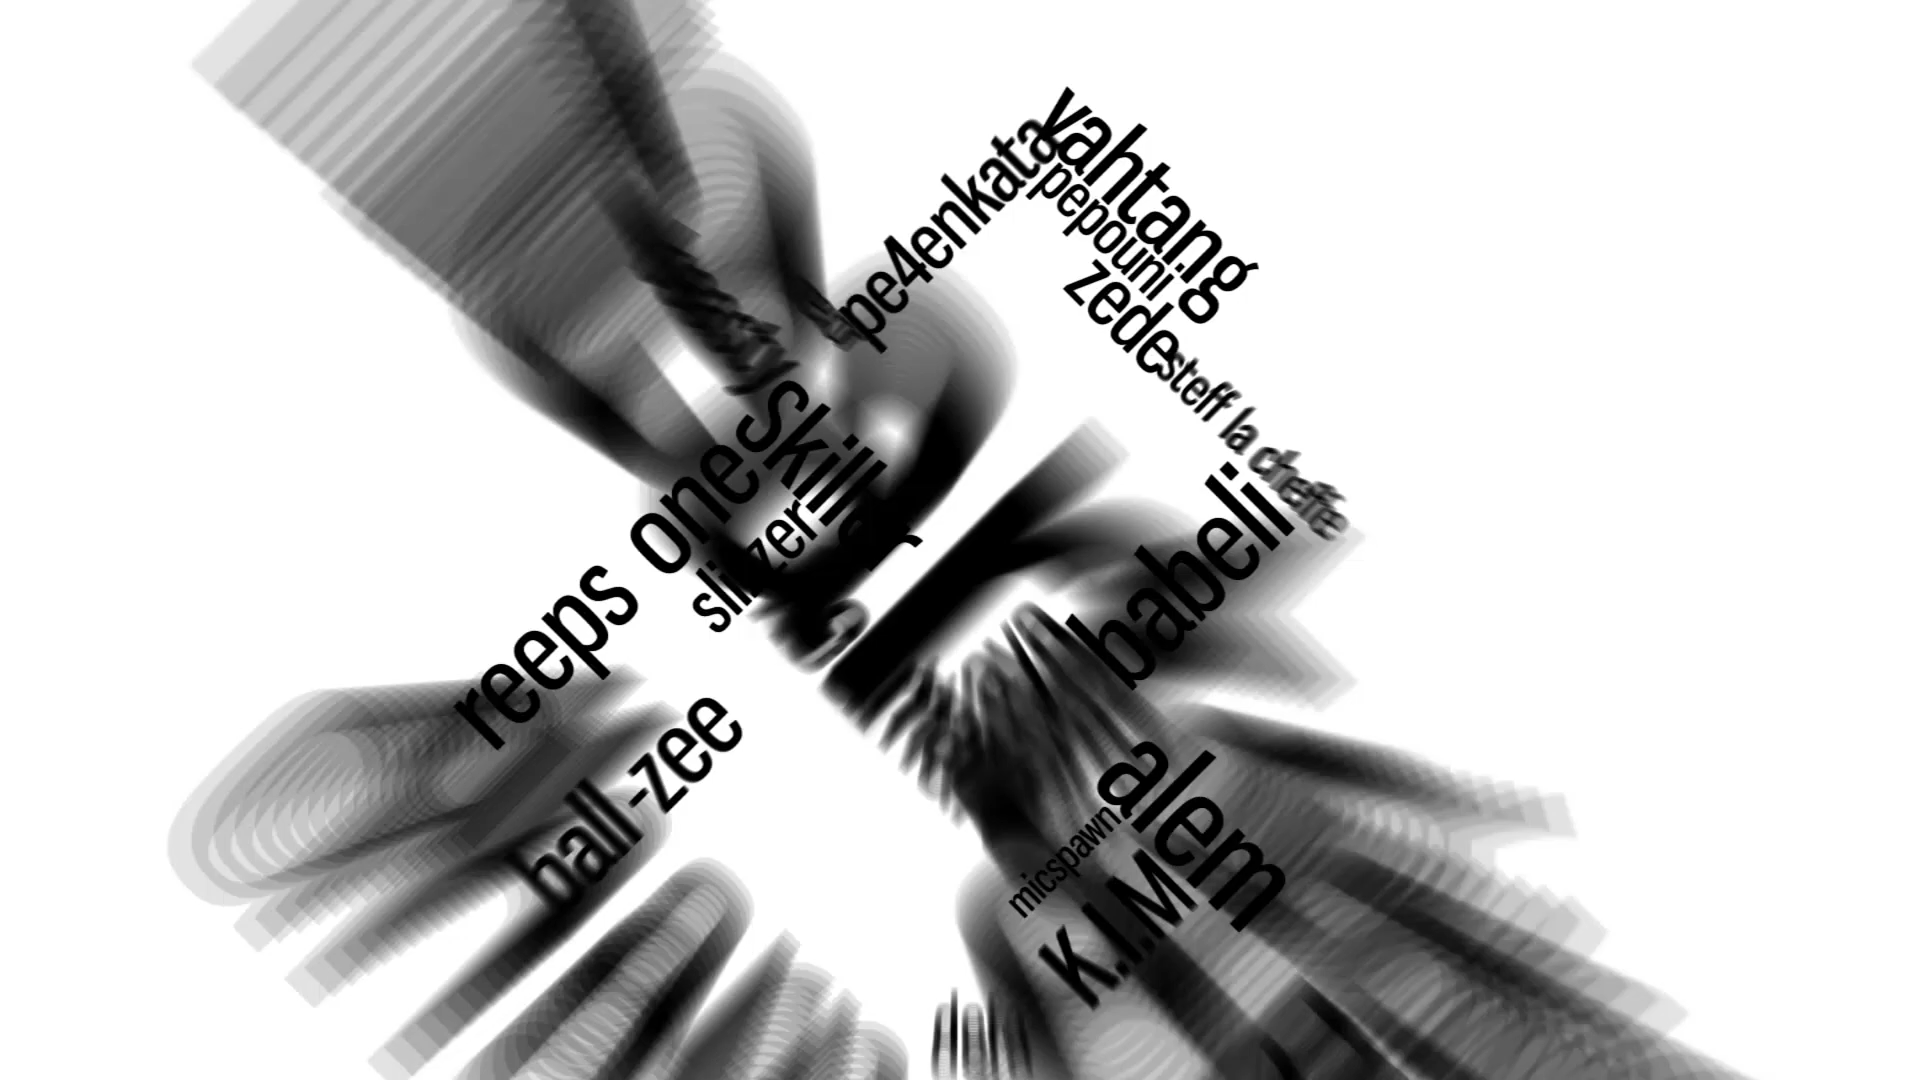 vahtang
pe4enkata
pepouni
zede
steff la cheffe
skiller
reeps one
slizzer
babeli
ball-zee
alem
micspawn
K.I.M